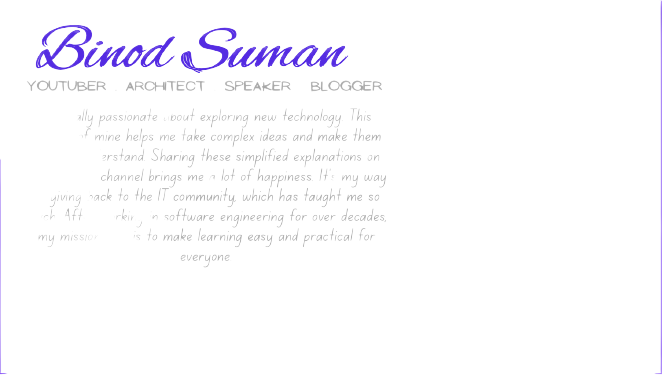 Binod Suman
YOUTUBER . ARCHITECT SPEAKER BLOGGER
passionate about exploring new technology. This
mine helps me take complex ideas and make them
Sharing these simplified explanations on
channel brings me a lot of happiness. It's my way
giving back to the IT community, which has taught me so
software engineering for over decades,
my mission is to make learning easy and practical for
everyone.